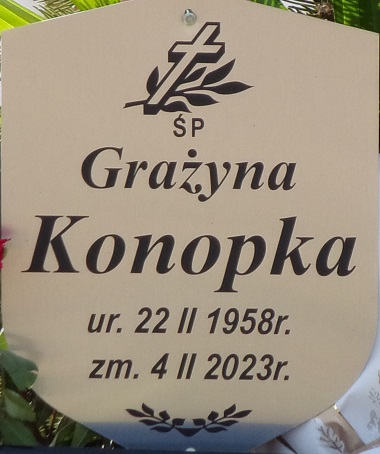 ŚP
Grażyna
Konopka
ur. 22 II 1958r.
zm. 4 II 2023r.